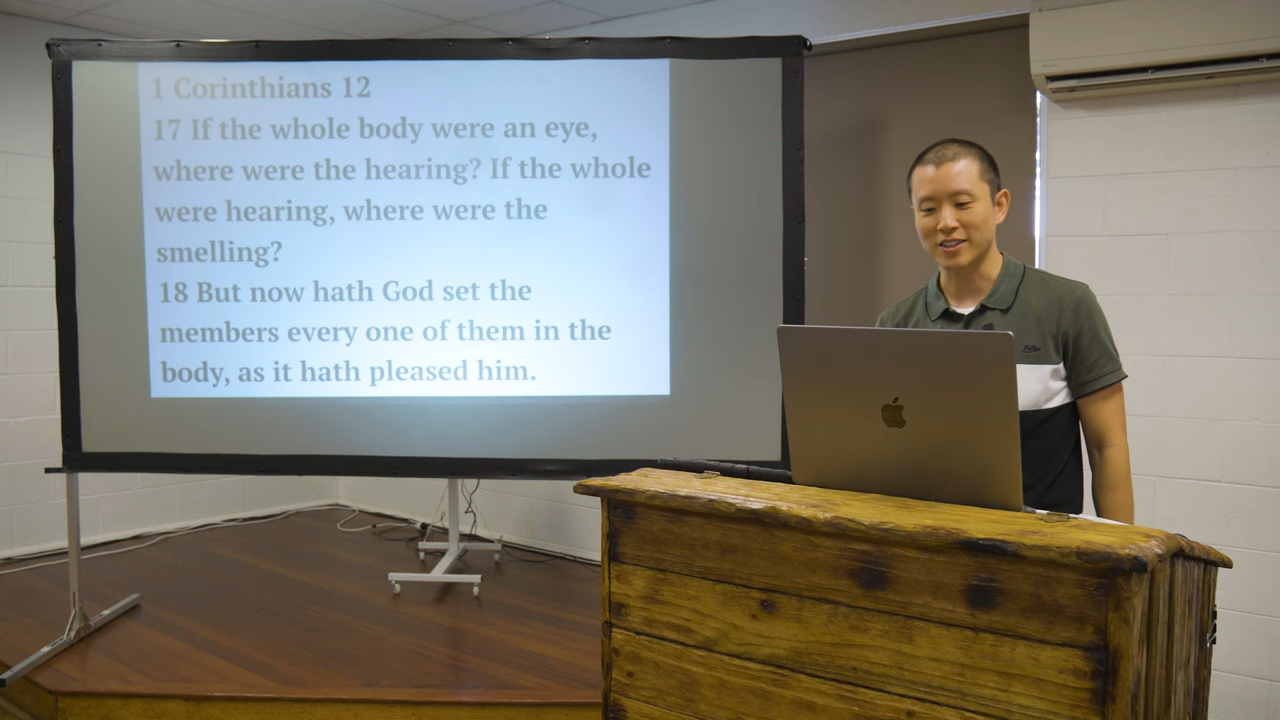 1 Corinthians 12
17 If the whole body were an eye,
where were the hearing? If the whole
were hearing, where were the
smelling?
18 But now hath God set the
members every one of them in the
body, as it hath pleased him.